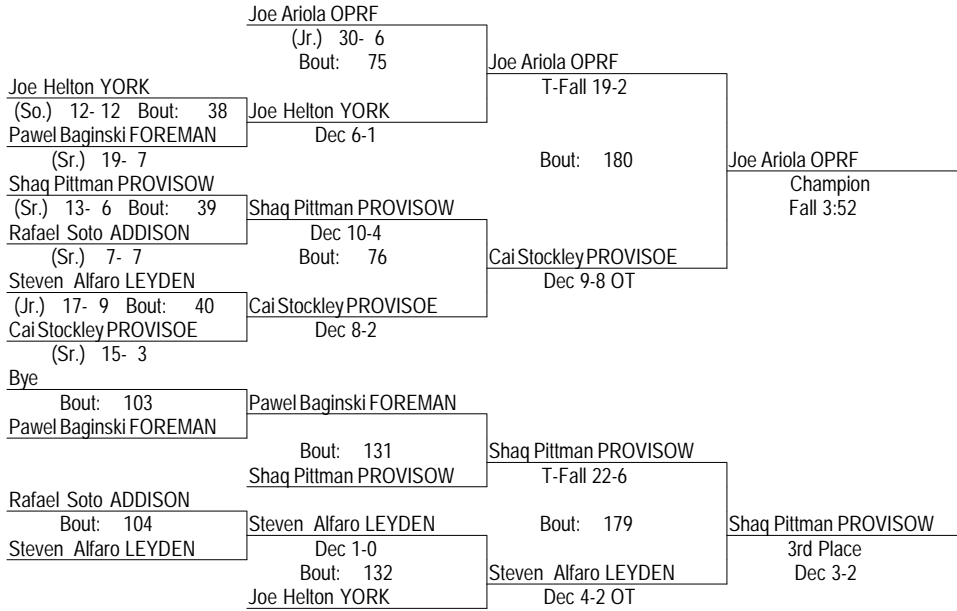 Joe Ariola OPRF
(Jr.) 30- 6
Bout: 75
Joe Ariola OPRF
T-Fall 19-2
Joe Helton YORK
(So.) 12- 12 Bout: 38
Joe Helton YORK
Pawel Baginski FOREMAN
Dec 6-1
(Sr.) 19- 7
Bout: 180
Joe Ariola OPRF
Shaq Pittman PROVISOW
Champion
(Sr.) 13- 6 Bout: 39
Shaq Pittman PROVISOW
Fall 3:52
Rafael Soto ADDISON
Dec 10-4
(Sr.) 7- 7
Bout: 76
Cai Stockley PROVISOE
Steven Alfaro LEYDEN
Dec 9-8 OT
(Jr.) 17- 9 Bout: 40
Cai Stockley PROVISOE
Cai Stockley PROVISOE
Dec 8-2
(Sr.) 15- 3
Bye
Bout: 103
Pawel Baginski FOREMAN
Pawel Baginski FOREMAN
Bout: 131
Shaq Pittman PROVISOW
Shaq Pittman PROVISOW
T-Fall 22-6
Rafael Soto ADDISON
Bout: 104
Steven Alfaro LEYDEN
Bout: 179
Shaq Pittman PROVISOW
Steven Alfaro LEYDEN
Dec 1-0
3rd Place
Bout: 132
Steven Alfaro LEYDEN
Dec 3-2
Joe Helton YORK
Dec 4-2 OT